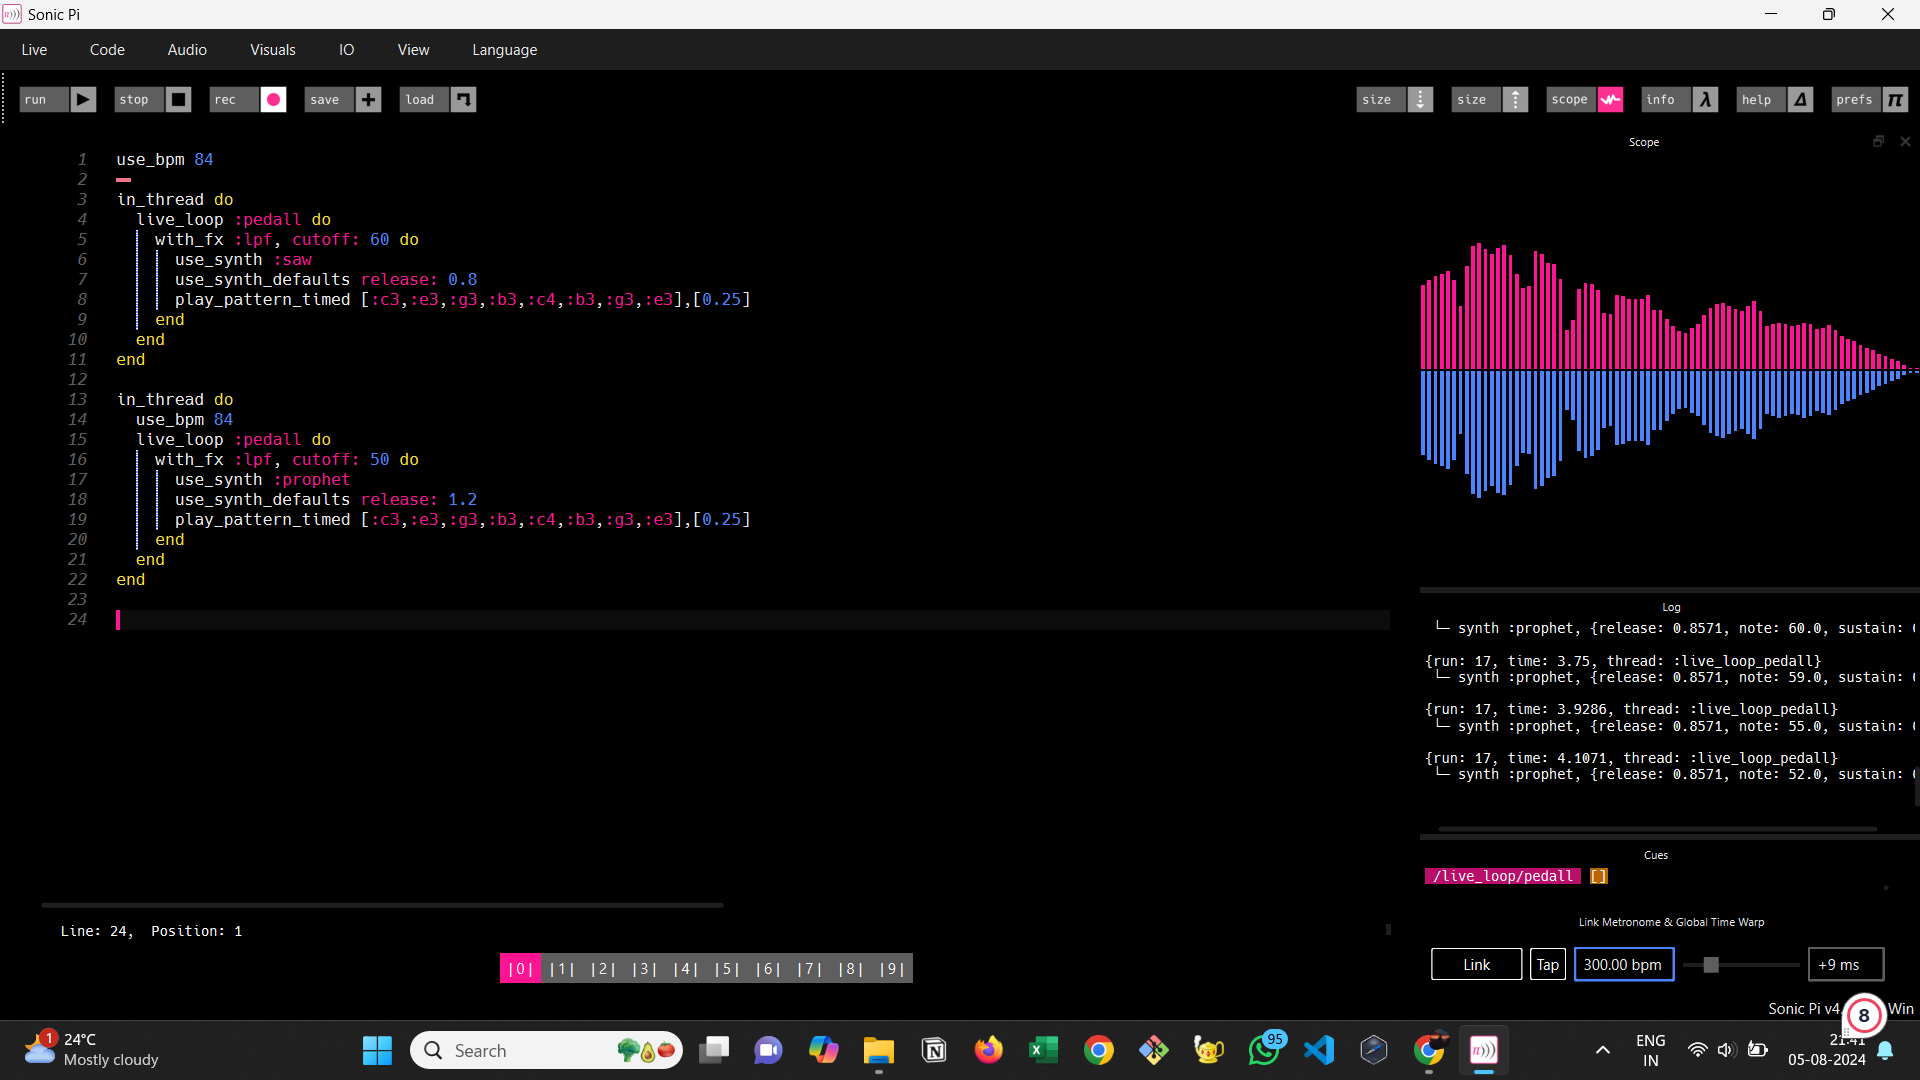 Sonic Pi
Live Code Audio Visuals IO View Language
run stop rec save load size size scope info help prefs
Scope
1 use_bpm 84
2
3 in_thread do
4 live_loop :pedall do
5 with_fx :lpf, cutoff: 60 do
6 use_synth :saw
7 use_synth_defaults release: 0.8
8 play_pattern_timed [:c3,:e3,:g3,:b3,:c4,:b3,:g3,:e3],[0.25]
9 end
10 end
11 end
12
13 in_thread do
14 use_bpm 84
15 live_loop :pedall do
16 with_fx :lpf, cutoff: 50 do
17 use_synth :prophet
18 use_synth_defaults release: 1.2
19 play_pattern_timed [:c3,:e3,:g3,:b3,:c4,:b3,:g3,:e3],[0.25]
20 end
21 end
22 end
23
24
Line: 24, Position: 1
|0| |1| |2| |3| |4| |5| |6| |7| |8| |9|
Log
└─ synth :prophet, {release: 0.8571, note: 60.0, sustain:
{run: 17, time: 3.75, thread: :live_loop_pedall}
└─ synth :prophet, {release: 0.8571, note: 59.0, sustain:
{run: 17, time: 3.9286, thread: :live_loop_pedall}
└─ synth :prophet, {release: 0.8571, note: 55.0, sustain:
{run: 17, time: 4.1071, thread: :live_loop_pedall}
└─ synth :prophet, {release: 0.8571, note: 52.0, sustain:
Cues
/live_loop/pedall []
Link Metronome & Global Time Warp
Link Tap 300.00 bpm +9 ms
Sonic Pi v4. Win
8
1
24°C
Mostly cloudy
Search
95
ENG
IN
21:41
05-08-2024